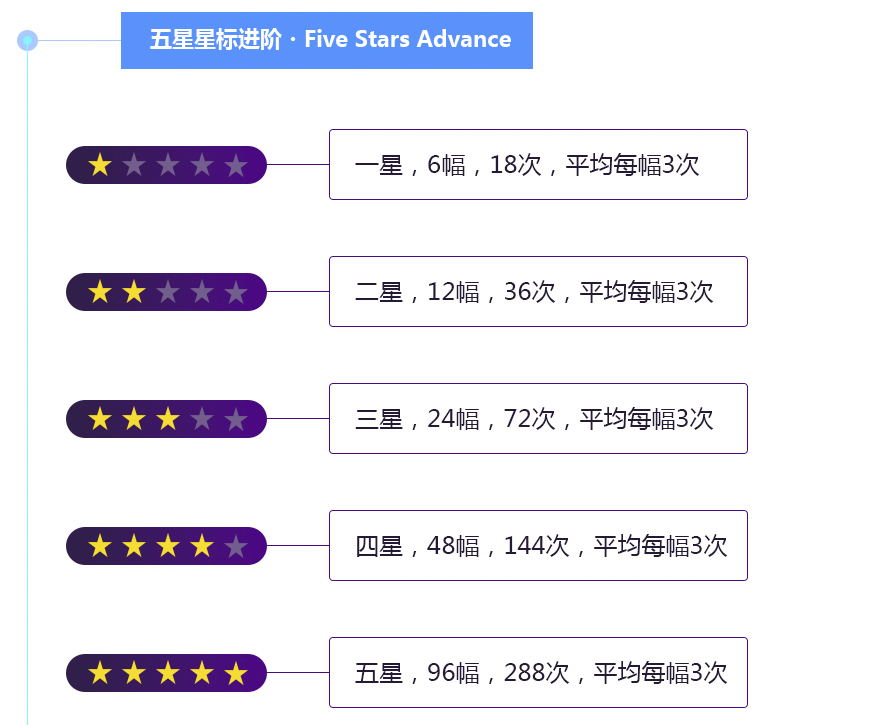 五星星标进阶 · Five Stars Advance
一星，6幅，18次，平均每幅3次
二星，12幅，36次，平均每幅3次
三星，24幅，72次，平均每幅3次
四星，48幅，144次，平均每幅3次
五星，96幅，288次，平均每幅3次